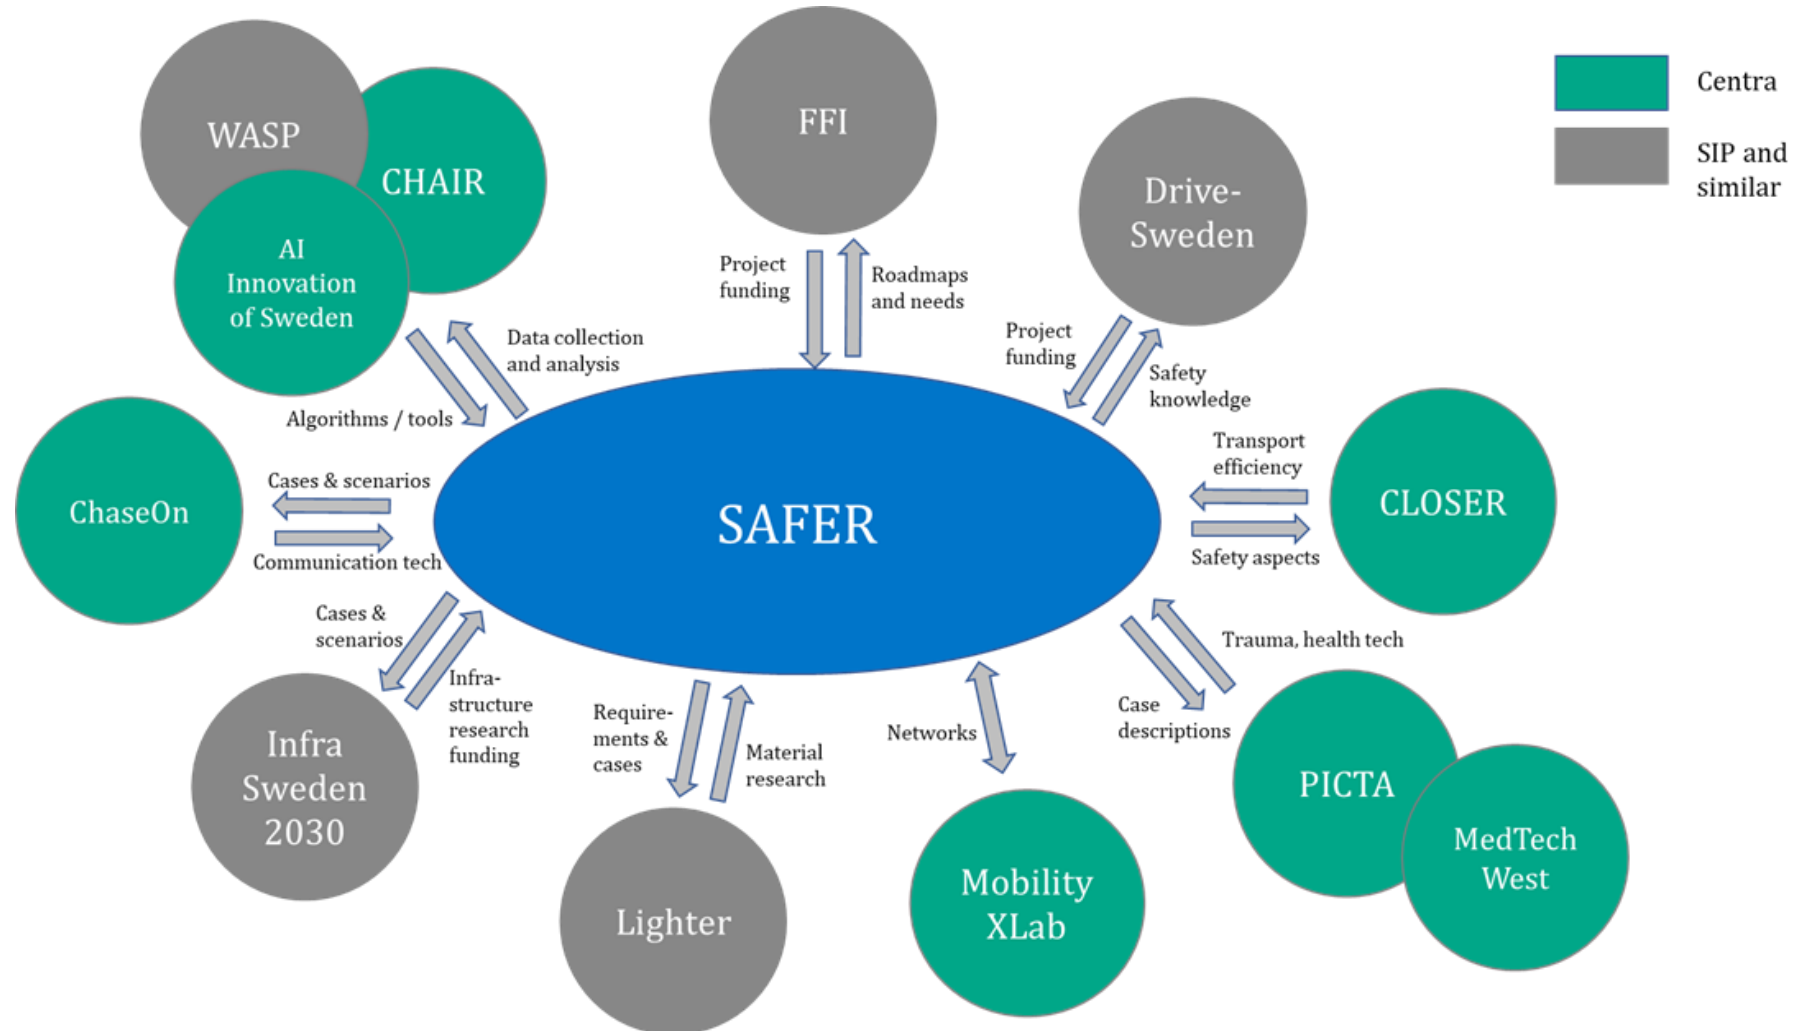 WASP
CHAIR
AI
Innovation
of Sweden
FFI
Drive-
Sweden
Centra
SIP and
similar
Project
funding
Roadmaps
and needs
Project
funding
Safety
knowledge
Data collection
and analysis
Algorithms / tools
Transport
efficiency
Safety aspects
CLOSER
Cases & scenarios
Communication tech
ChaseOn
SAFER
Cases &
scenarios
Infra-
structure
research
funding
Infra
Sweden
2030
Require-
ments &
cases
Material
research
Lighter
Networks
Mobility
XLab
Trauma, health tech
Case
descriptions
PICTA
MedTech
West